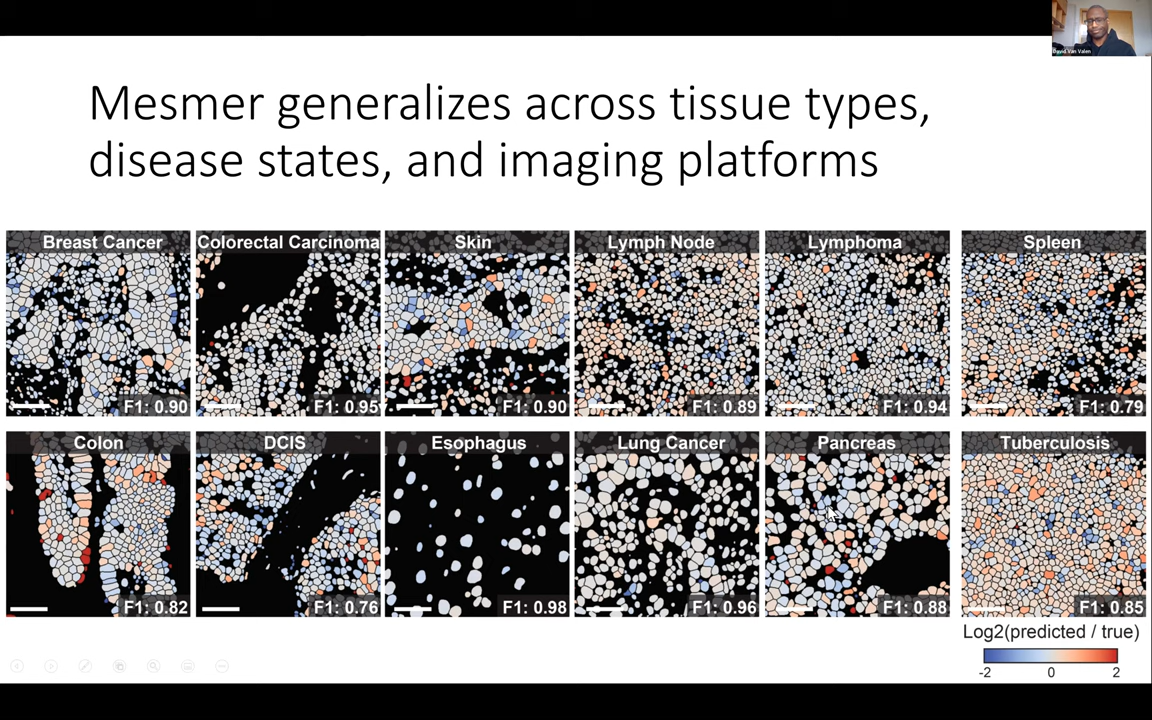 David Van Valen
Mesmer generalizes across tissue types,
disease states, and imaging platforms
Breast Cancer
F1: 0.90
Colorectal Carcinoma
F1: 0.95
Skin
F1: 0.90
Lymph Node
F1: 0.89
Lymphoma
F1: 0.94
Spleen
F1: 0.79
Colon
F1: 0.82
DCIS
F1: 0.76
Esophagus
F1: 0.98
Lung Cancer
F1: 0.96
Pancreas
F1: 0.88
Tuberculosis
F1: 0.85
Log2(predicted / true)
-2 0 2